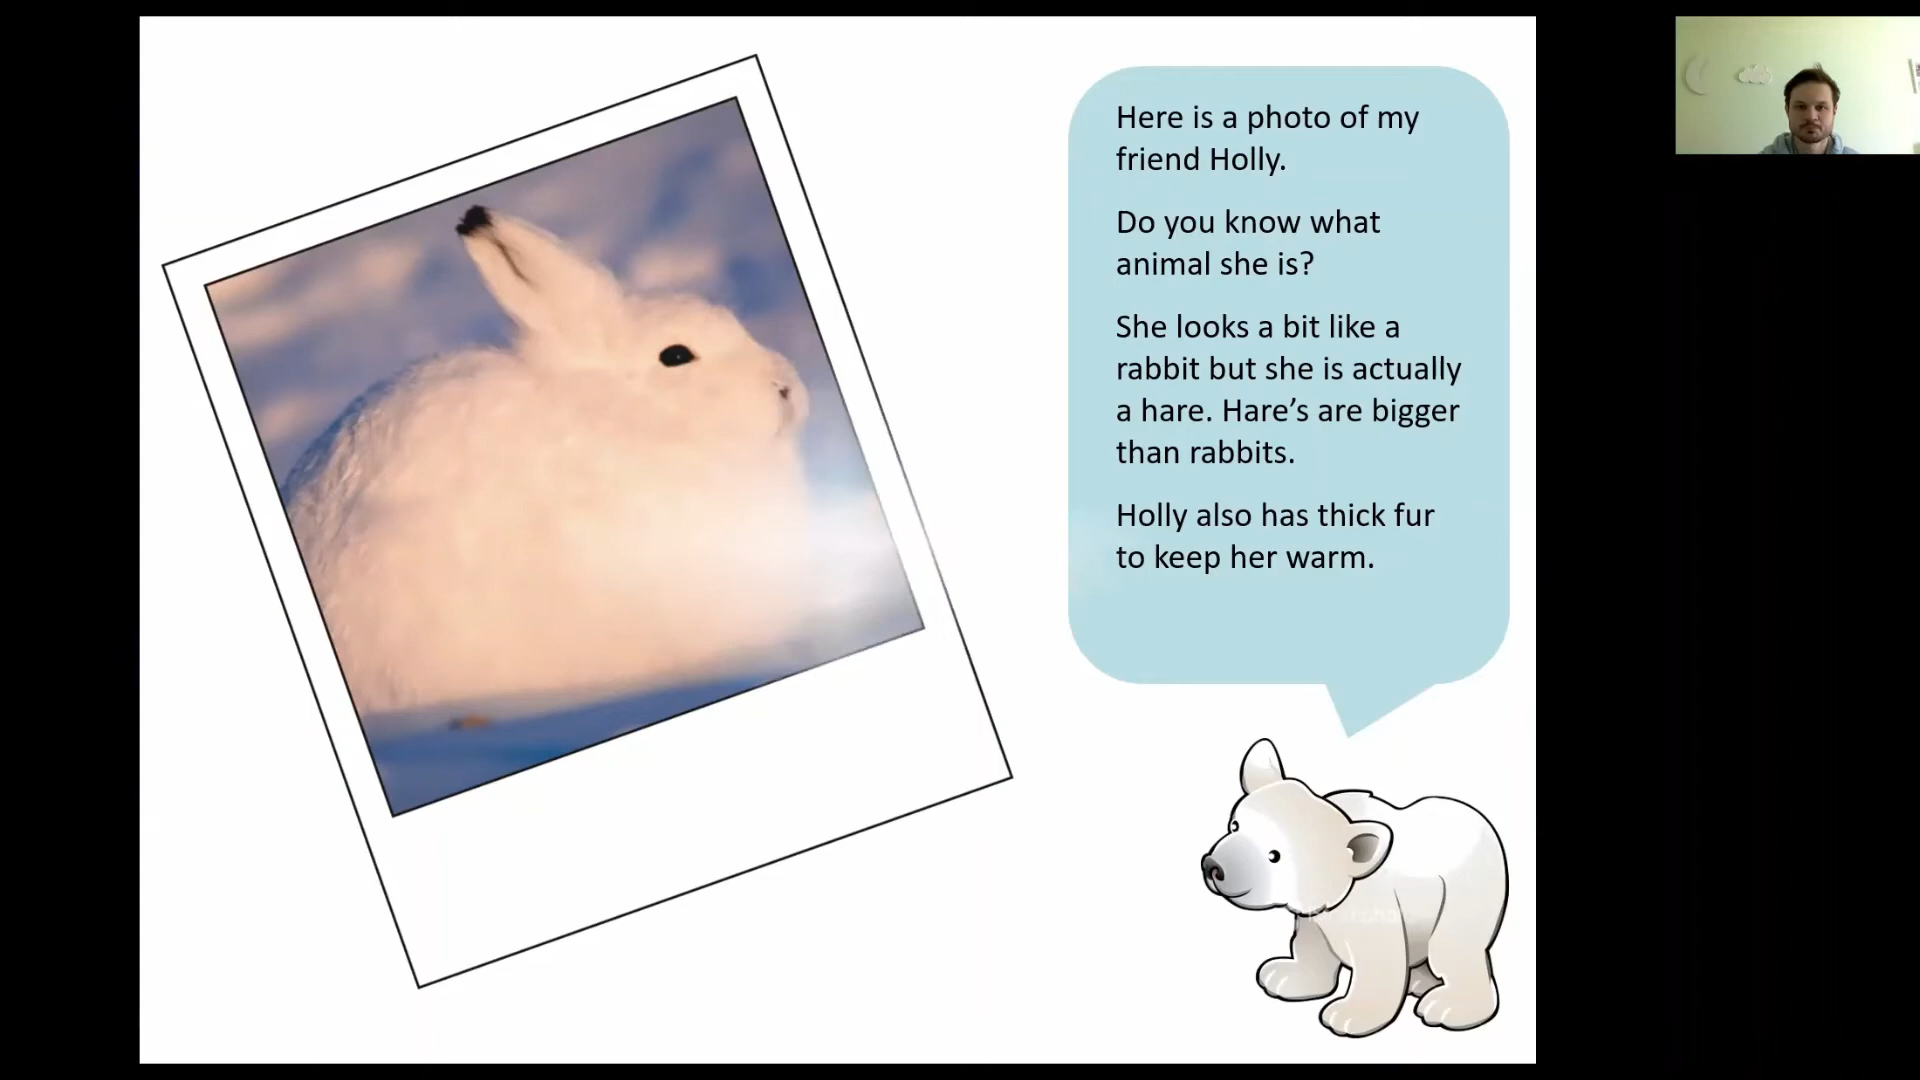 Here is a photo of my
friend Holly.
Do you know what
animal she is?
She looks a bit like a
rabbit but she is actually
a hare. Hare’s are bigger
than rabbits.
Holly also has thick fur
to keep her warm.